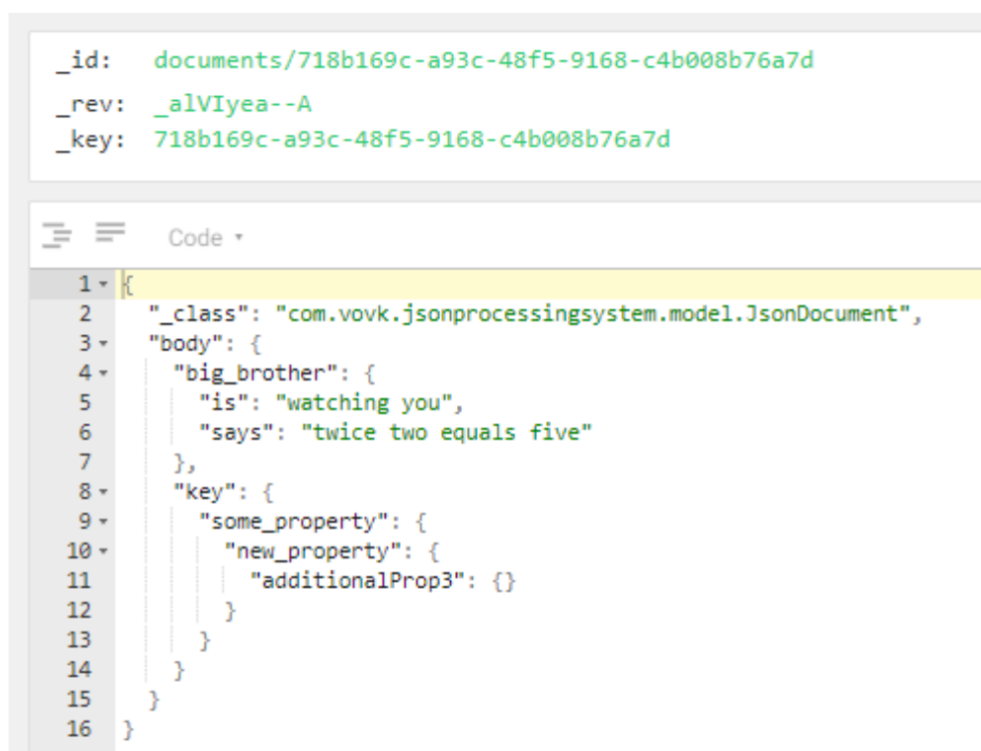 _id: documents/718b169c-a93c-48f5-9168-c4b008b76a7d
_rev: _alVIyea--A
_key: 718b169c-a93c-48f5-9168-c4b008b76a7d
Code
1 {
2 "_class": "com.vovk.jsonprocessingsystem.model.JsonDocument",
3 "body": {
4 "big_brother": {
5 "is": "watching you",
6 "says": "twice two equals five"
7 },
8 "key": {
9 "some_property": {
10 "new_property": {
11 "additionalProp3": {}
12 }
13 }
14 }
15 }
16 }